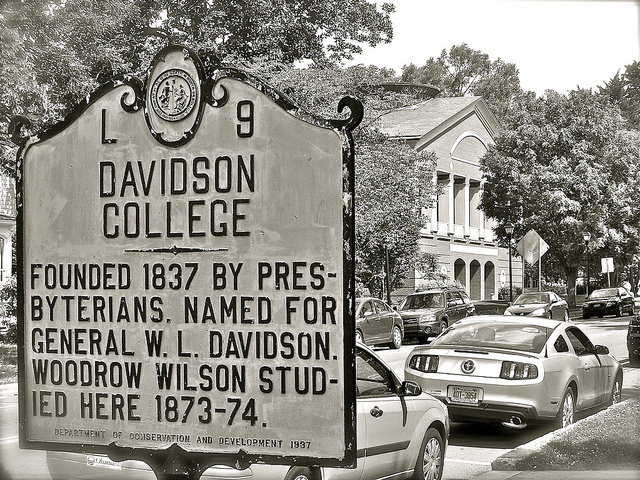 L 9
DAVIDSON
COLLEGE
FOUNDED 1837 BY PRES-
BYTERIANS. NAMED FOR
GENERAL W. L. DAVIDSON.
WOODROW WILSON STUD-
IED HERE 1873-74.
DEPARTMENT OF CONSERVATION AND DEVELOPMENT 1937